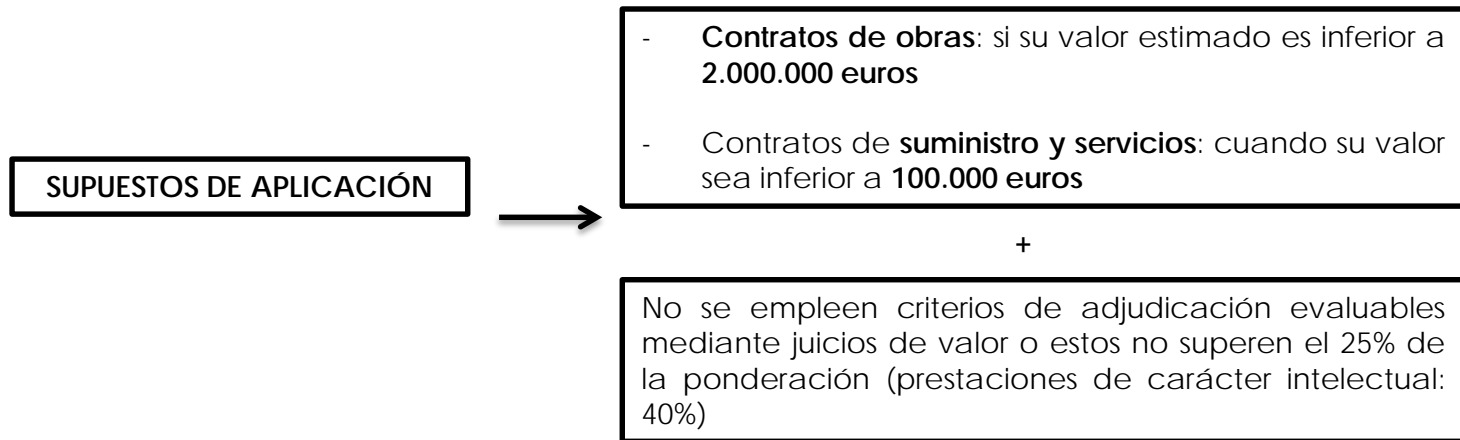 SUPUESTOS DE APLICACIÓN
- Contratos de obras: si su valor estimado es inferior a
2.000.000 euros
- Contratos de suministro y servicios: cuando su valor
sea inferior a 100.000 euros
+
No se empleen criterios de adjudicación evaluables
mediante juicios de valor o estos no superen el 25% de
la ponderación (prestaciones de carácter intelectual:
40%)